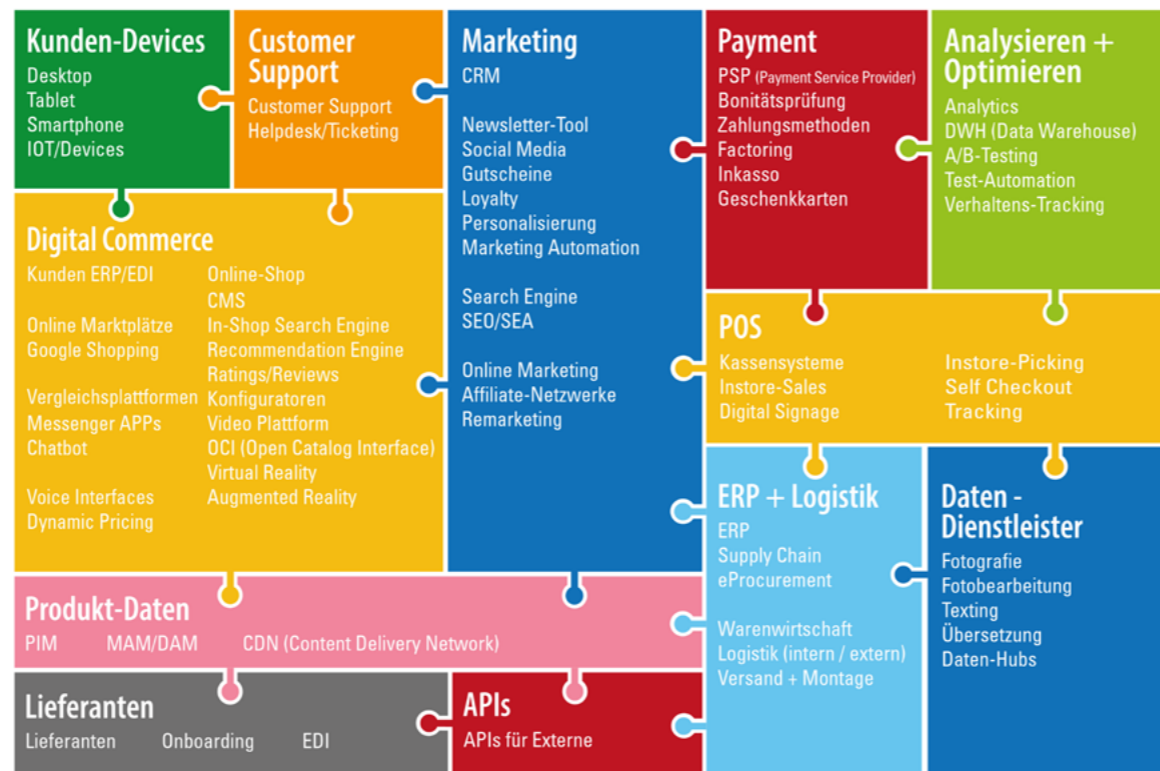 Kunden-Devices
Desktop
Tablet
Smartphone
IOT/Devices
Customer
Support
Customer Support
Helpdesk/Ticketing
Marketing
CRM
Newsletter-Tool
Social Media
Gutscheine
Loyalty
Personalisierung
Marketing Automation
Search Engine
SEO/SEA
Online Marketing
Affiliate-Netzwerke
Remarketing
Payment
PSP (Payment Service Provider)
Bonitätsprüfung
Zahlungsmethoden
Factoring
Inkasso
Geschenkkarten
Analysieren +
Optimieren
Analytics
DWH (Data Warehouse)
A/B-Testing
Test-Automation
Verhaltens-Tracking
Digital Commerce
Kunden ERP/EDI
Online Marktplätze
Google Shopping
Vergleichsplattformen
Messenger APPs
Chatbot
Voice Interfaces
Dynamic Pricing
Online-Shop
CMS
In-Shop Search Engine
Recommendation Engine
Ratings/Reviews
Konfiguratoren
Video Plattform
OCI (Open Catalog Interface)
Virtual Reality
Augmented Reality
POS
Kassensysteme
Instore-Sales
Digital Signage
Instore-Picking
Self Checkout
Tracking
ERP + Logistik
ERP
Supply Chain
eProcurement
Warenwirtschaft
Logistik (intern / extern)
Versand + Montage
Daten -
Dienstleister
Fotografie
Fotobearbeitung
Texting
Übersetzung
Daten-Hubs
Produkt-Daten
PIM MAM/DAM CDN (Content Delivery Network)
Lieferanten
Lieferanten Onboarding EDI
APIs
APIs für Externe